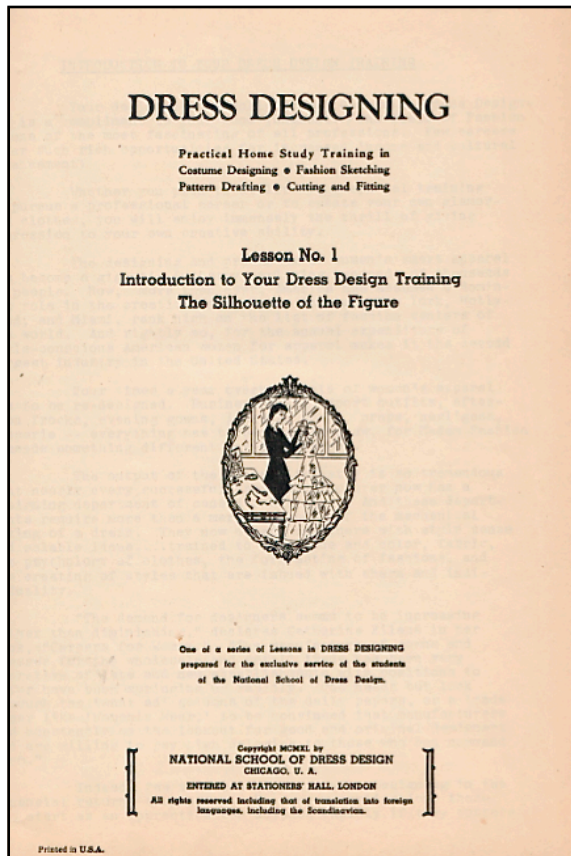 DRESS DESIGNING
Practical Home Study Training in
Costume Designing ● Fashion Sketching
Pattern Drafting ● Cutting and Fitting
Lesson No. 1
Introduction to Your Dress Design Training
The Silhouette of the Figure
One of a series of Lessons in DRESS DESIGNING
prepared for the exclusive service of the students
of the National School of Dress Design.
Copyright MCMXL by
NATIONAL SCHOOL OF DRESS DESIGN
CHICAGO, U. A.
ENTERED AT STATIONERS' HALL, LONDON
All rights reserved including that of translation into foreign
languages, including the Scandinavian.
Printed in U.S.A.